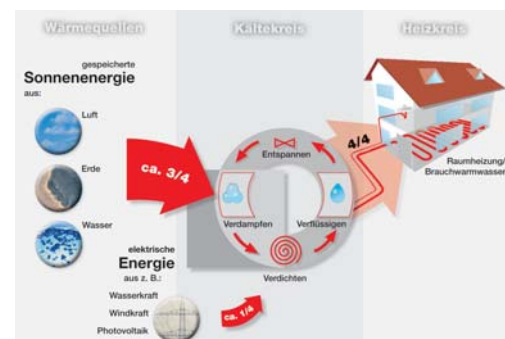 Wärmequellen
Kältekreis
Heizkreis
gespeicherte
Sonnenenergie
aus:
Luft
Erde
Wasser
ca. 3/4
Entspannen
4/4
Verdampfen
Verflüssigen
Verdichten
Raumheizung/
Brauchwarmwasser
elektrische
Energie
aus z. B.:
Wasserkraft
Windkraft
Photovoltaik
ca. 1/4